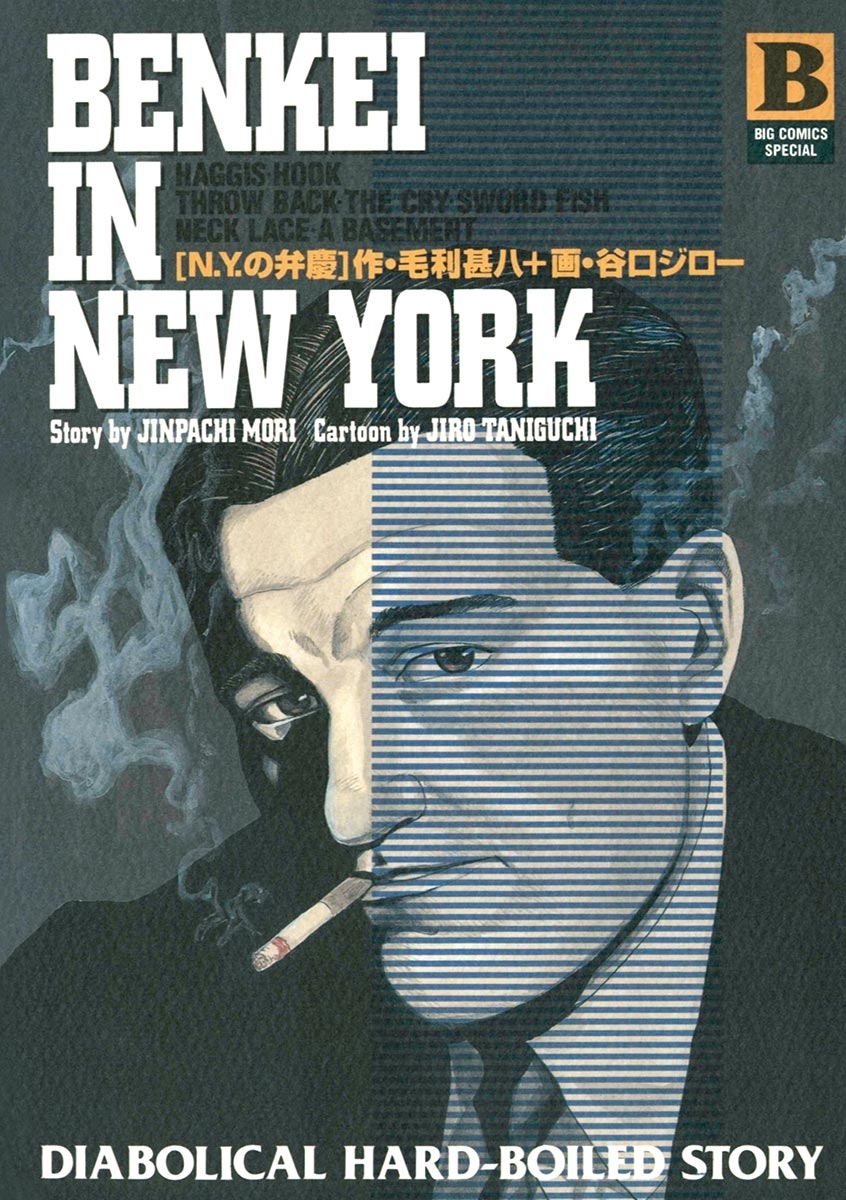 BENKEI
IN
NEW YORK
HAGGIS HOOK
THROW BACK·THE CRY·SWORD FISH
NECK LACE·A BASEMENT
[N.Y.の弁慶]作・毛利甚八+画・谷口ジロー
Story by JINPACHI MORI Cartoon by JIRO TANIGUCHI
B
BIG COMICS
SPECIAL
DIABOLICAL HARD-BOILED STORY